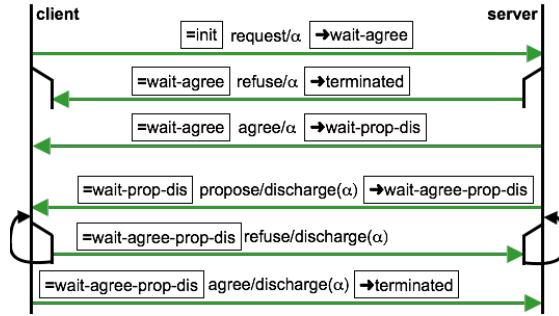 client server
=init request/α ➜wait-agree
=wait-agree refuse/α ➜terminated
=wait-agree agree/α ➜wait-prop-dis
=wait-prop-dis propose/discharge(α) ➜wait-agree-prop-dis
=wait-agree-prop-dis refuse/discharge(α)
=wait-agree-prop-dis agree/discharge(α) ➜terminated